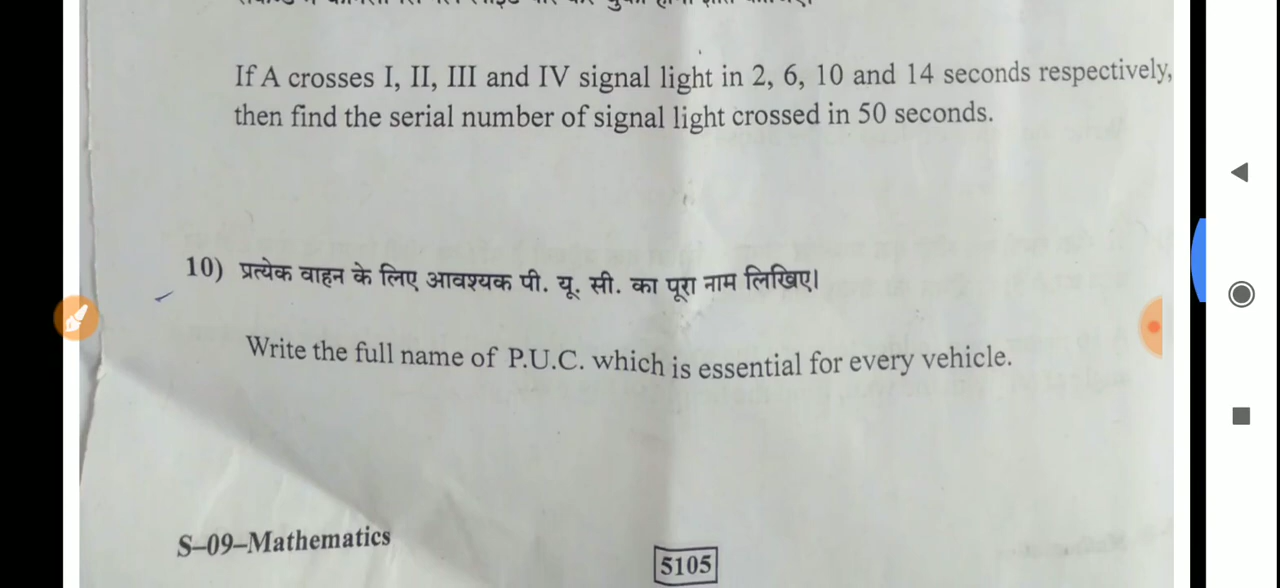 If A crosses I, II, III and IV signal light in 2, 6, 10 and 14 seconds respectively,
then find the serial number of signal light crossed in 50 seconds.
10) प्रत्येक वाहन के लिए आवश्यक पी. यू. सी. का पूरा नाम लिखिए।
Write the full name of P.U.C. which is essential for every vehicle.
S–09–Mathematics
5105